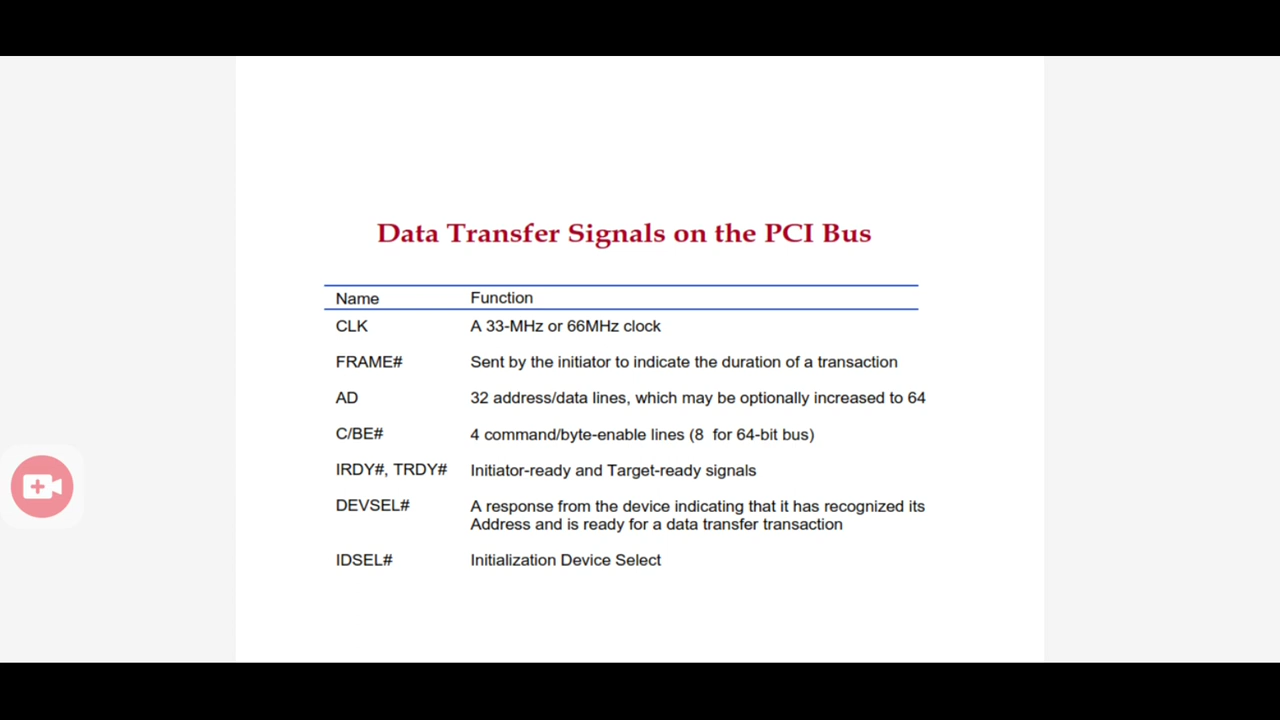 Data Transfer Signals on the PCI Bus
Name Function
CLK A 33-MHz or 66MHz clock
FRAME# Sent by the initiator to indicate the duration of a transaction
AD 32 address/data lines, which may be optionally increased to 64
C/BE# 4 command/byte-enable lines (8 for 64-bit bus)
IRDY#, TRDY# Initiator-ready and Target-ready signals
DEVSEL# A response from the device indicating that it has recognized its
Address and is ready for a data transfer transaction
IDSEL# Initialization Device Select